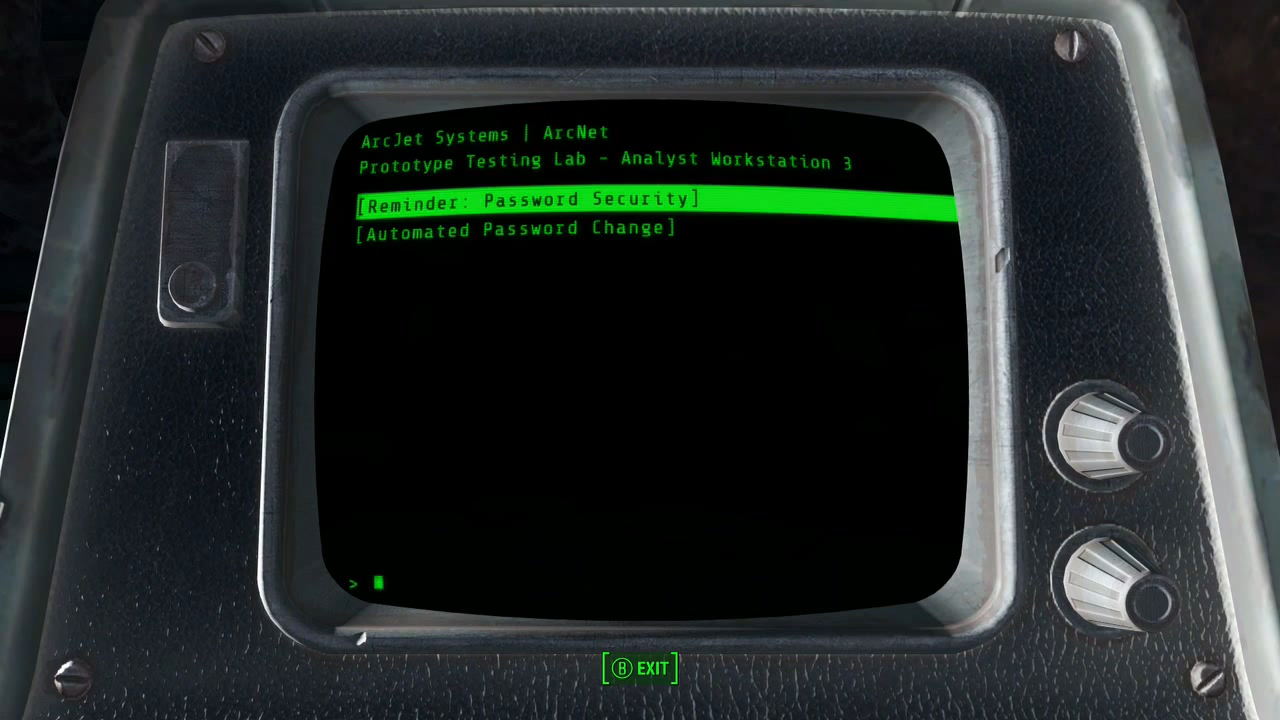 ArcJet Systems | ArcNet
Prototype Testing Lab - Analyst Workstation 3
[Reminder: Password Security]
[Automated Password Change]
>
[Ⓑ EXIT]